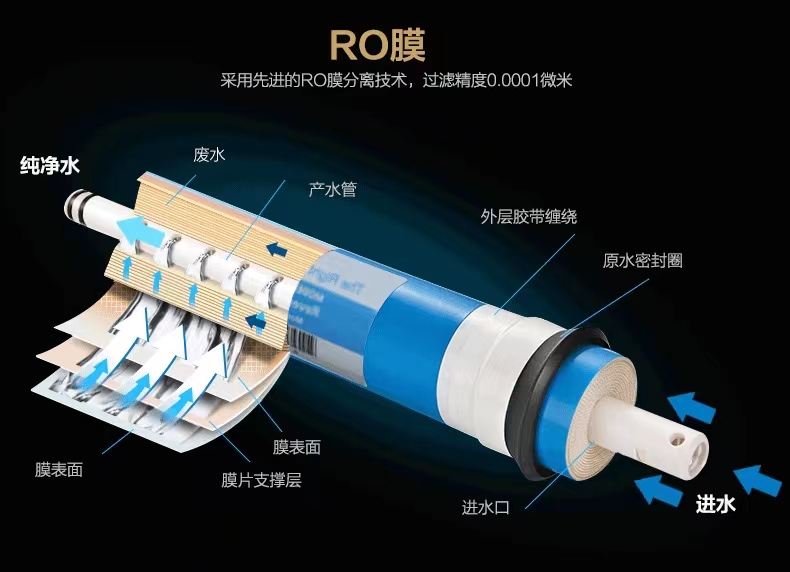 RO膜
采用先进的RO膜分离技术，过滤精度0.0001微米
废水
纯净水
产水管
外层胶带缠绕
原水密封圈
膜表面
膜表面
膜片支撑层
进水口
进水